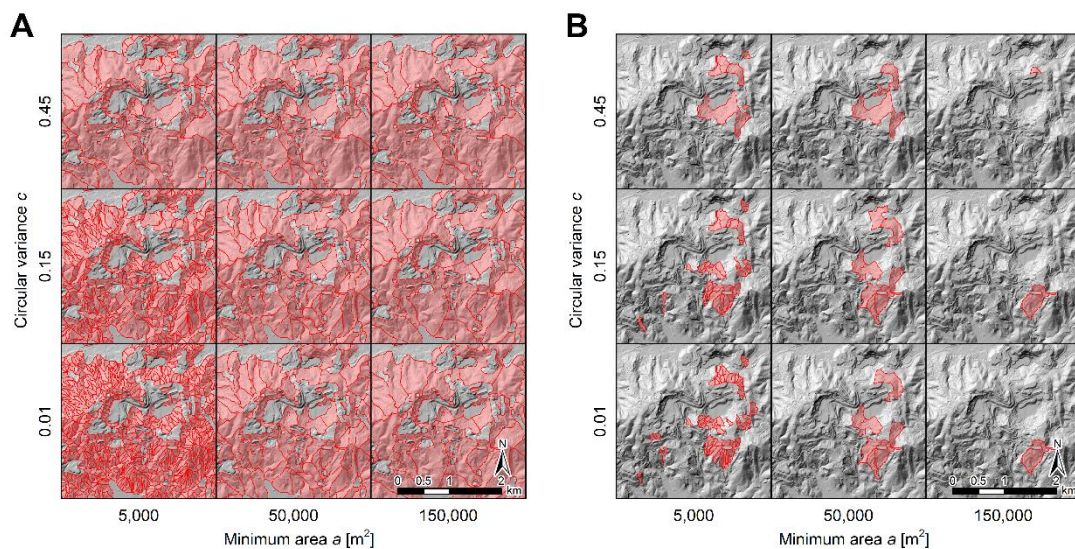 A
B
0.45
0.15
0.01
Circular variance c
N
0 0.5 1 2
km
5,000 50,000 150,000
Minimum area a [m²]
0.45
0.15
0.01
Circular variance c
N
0 0.5 1 2
km
5,000 50,000 150,000
Minimum area a [m²]